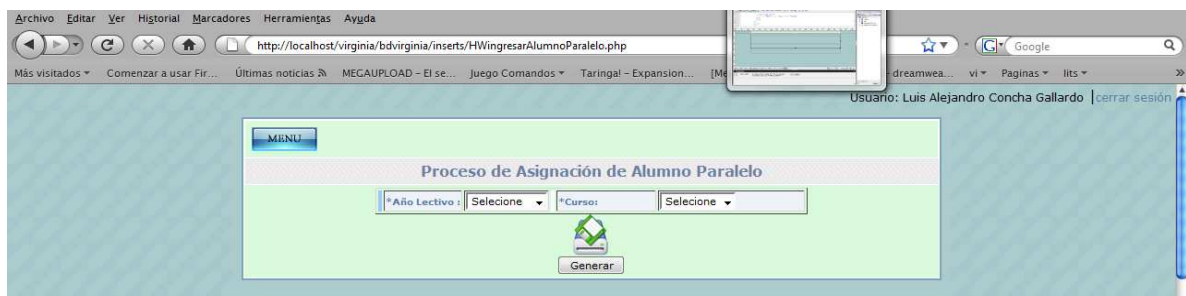 Archivo Editar Ver Historial Marcadores Herramientas Ayuda
http://localhost/virginia/bdvirginia/inserts/HWingresarAlumnoParalelo.php
Google
Más visitados Comenzar a usar Fir... Últimas noticias MEGAUPLOAD - El se... Juego Comandos Taringa! - Expansion... [Me - dreamwea... vi Paginas lits
Usuario: Luis Alejandro Concha Gallardo | cerrar sesión
MENU
Proceso de Asignación de Alumno Paralelo
*Año Lectivo : Selecione *Curso: Selecione
Generar